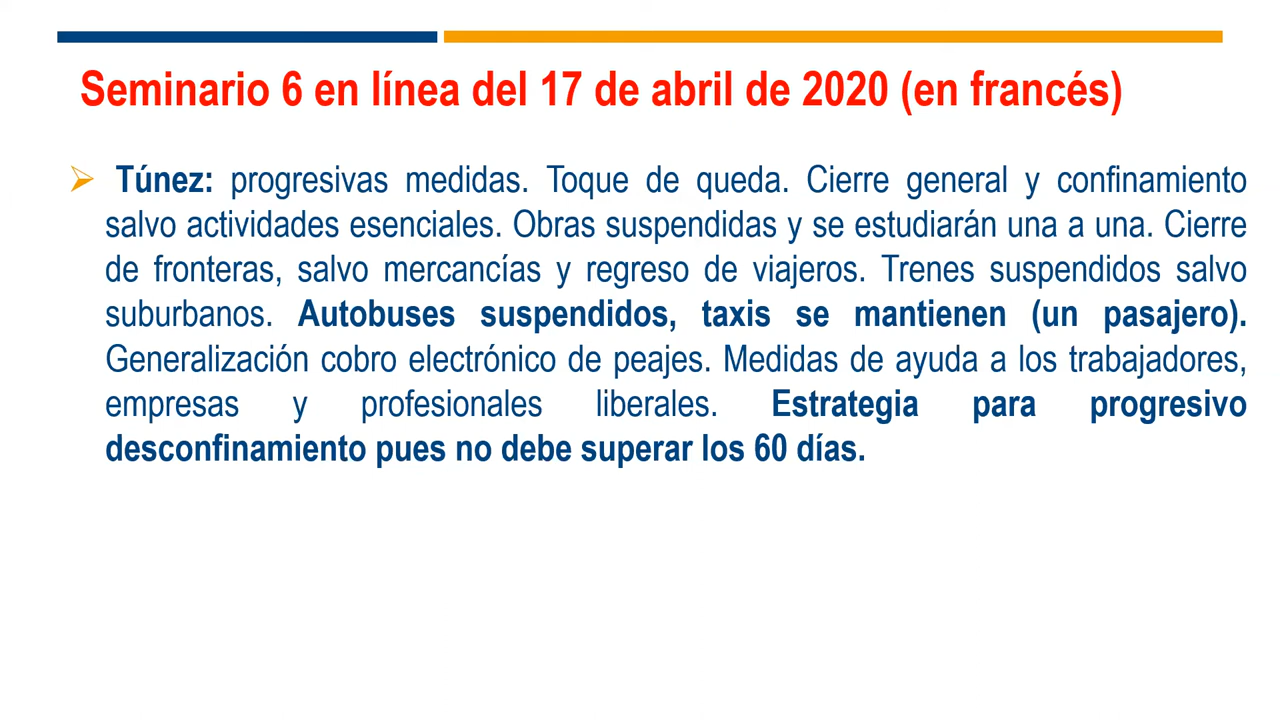 Seminario 6 en línea del 17 de abril de 2020 (en francés)
Túnez: progresivas medidas. Toque de queda. Cierre general y confinamiento
salvo actividades esenciales. Obras suspendidas y se estudiarán una a una. Cierre
de fronteras, salvo mercancías y regreso de viajeros. Trenes suspendidos salvo
suburbanos. Autobuses suspendidos, taxis se mantienen (un pasajero).
Generalización cobro electrónico de peajes. Medidas de ayuda a los trabajadores,
empresas y profesionales liberales. Estrategia para progresivo
desconfinamiento pues no debe superar los 60 días.